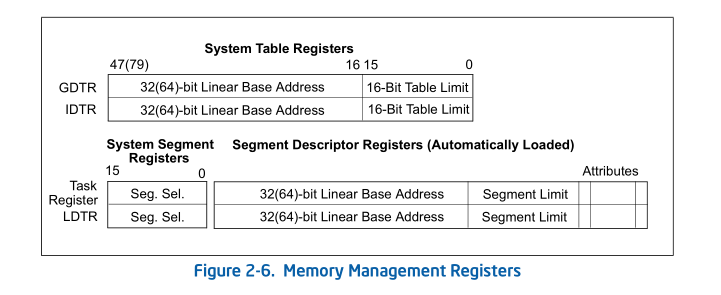 System Table Registers
47(79) 16 15 0
GDTR 32(64)-bit Linear Base Address 16-Bit Table Limit
IDTR 32(64)-bit Linear Base Address 16-Bit Table Limit
System Segment Registers Segment Descriptor Registers (Automatically Loaded)
15 0 Attributes
Task Register Seg. Sel. 32(64)-bit Linear Base Address Segment Limit
LDTR Seg. Sel. 32(64)-bit Linear Base Address Segment Limit
Figure 2-6. Memory Management Registers